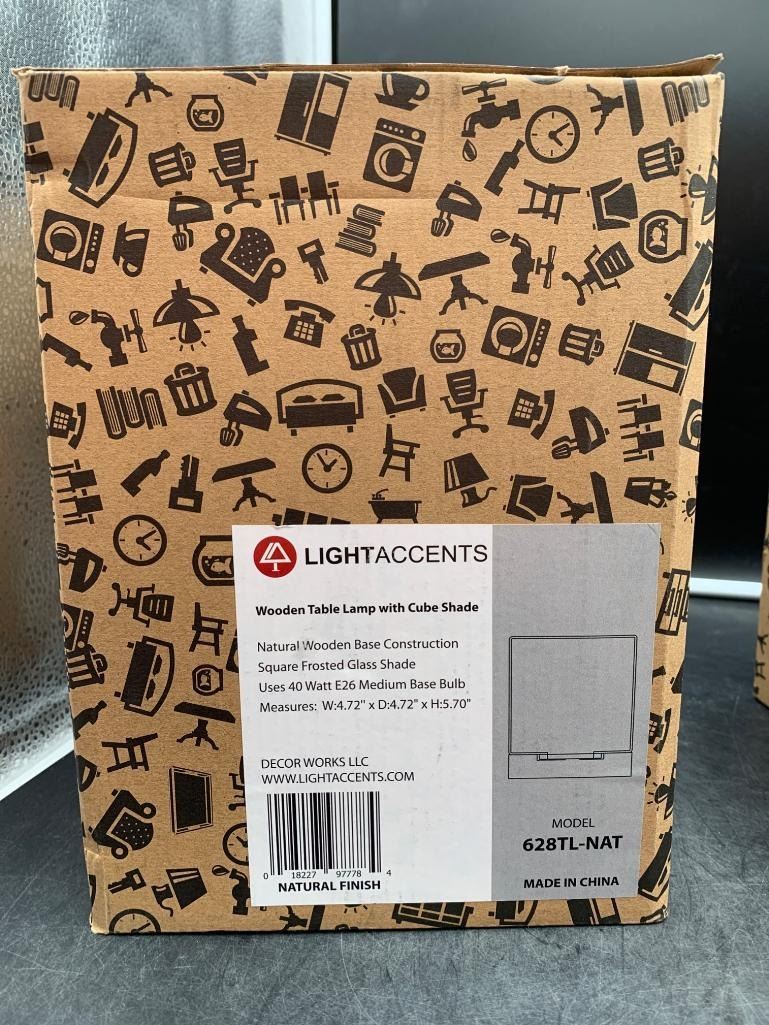 LIGHTACCENTS
Wooden Table Lamp with Cube Shade
Natural Wooden Base Construction
Square Frosted Glass Shade
Uses 40 Watt E26 Medium Base Bulb
Measures: W:4.72" x D:4.72" x H:5.70"
DECOR WORKS LLC
WWW.LIGHTACCENTS.COM
0 18227 97778 4
NATURAL FINISH
MODEL
628TL-NAT
MADE IN CHINA